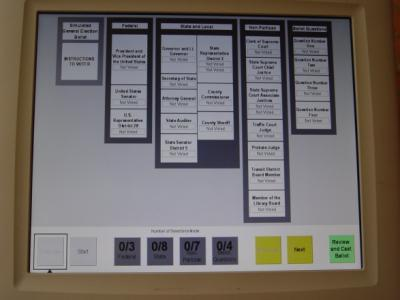 Simulated
General Election
Ballot
INSTRUCTIONS
TO VOTER
Federal
President and
Vice President of
the United States
Not Voted
United States
Senator
Not Voted
U.S.
Representative
District 29
Not Voted
State and Local
Governor and Lt.
Governor
Not Voted
Secretary of State
Not Voted
Attorney General
Not Voted
State Auditor
Not Voted
State Senator
District 5
Not Voted
State
Representative
District 5
Not Voted
County
Commissioner
Not Voted
County Sheriff
Not Voted
Non-Partisan
Clerk of Supreme
Court
Not Voted
State Supreme
Court Chief
Justice
Not Voted
State Supreme
Court Associate
Justices
Not Voted
Traffic Court
Judge
Not Voted
Probate Judge
Not Voted
Transit District
Board Member
Not Voted
Member of the
Library Board
Not Voted
Ballot Questions
Question Number
One
Not Voted
Question Number
Two
Not Voted
Question Number
Three
Not Voted
Question Number
Four
Not Voted
Number of Selections Made
Start
0/3
Federal
0/8
State
0/7
Non-
Partisan
0/4
Ballot
Questions
Next
Review
and Cast
Ballot